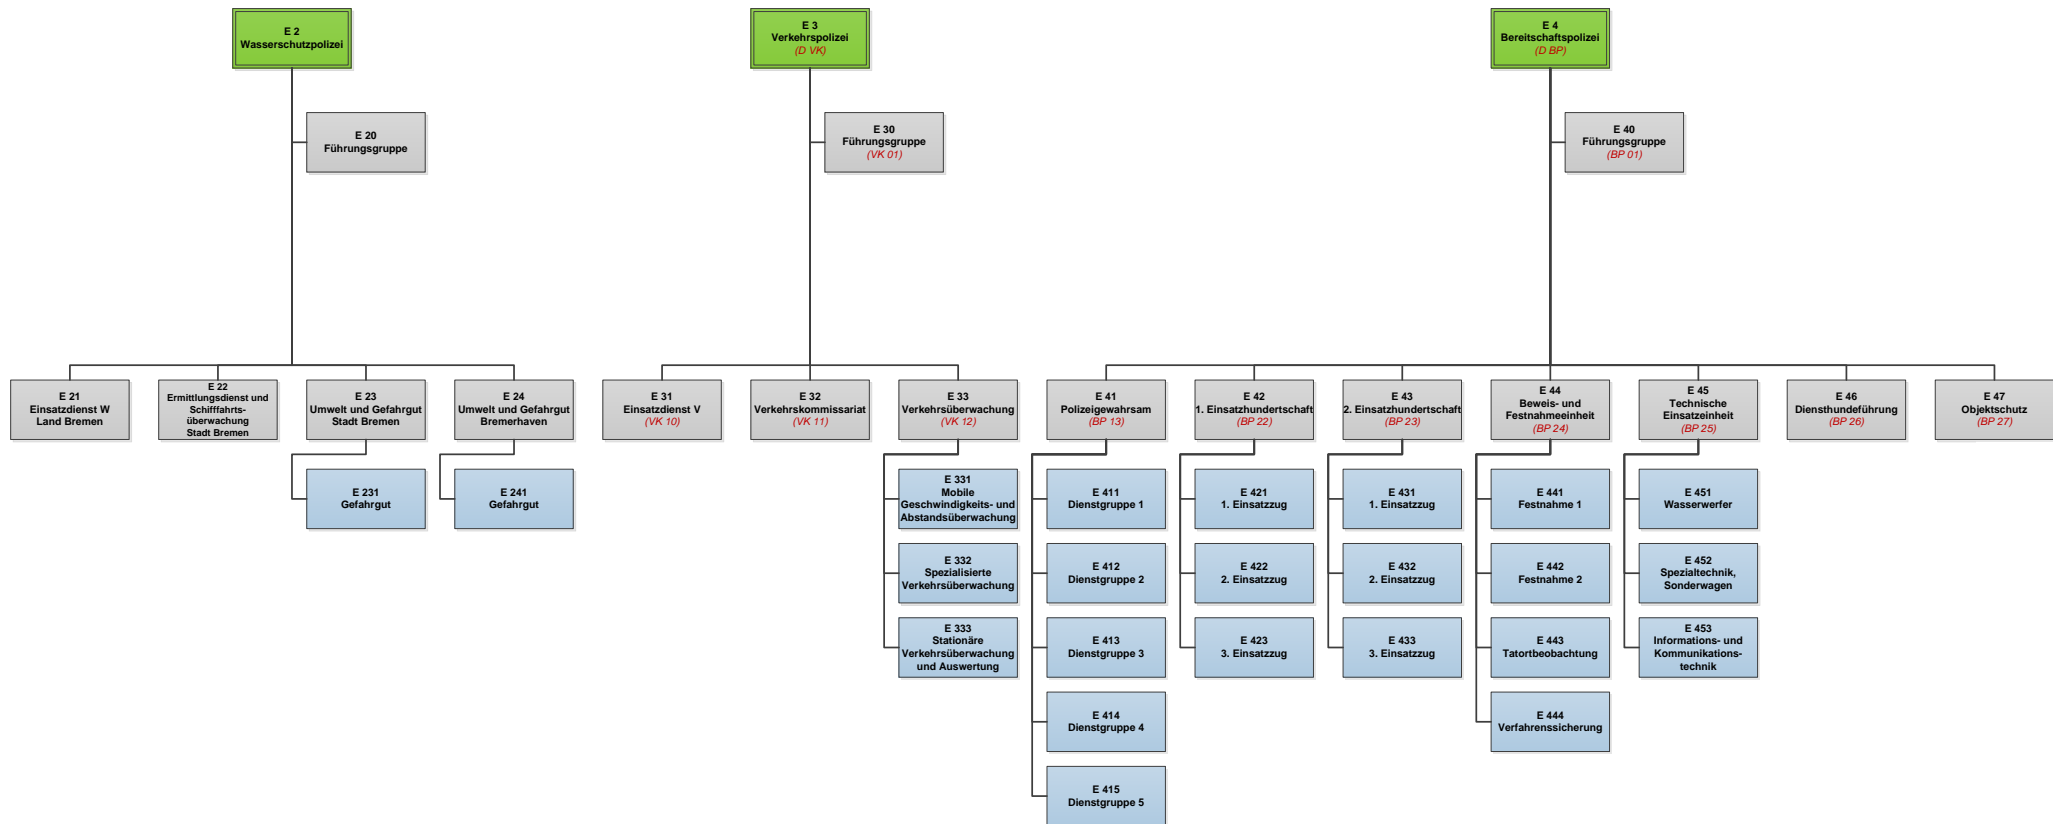 E 2
Wasserschutzpolizei
E 3
Verkehrspolizei
(D VK)
E 4
Bereitschaftspolizei
(D BP)
E 20
Führungsgruppe
E 30
Führungsgruppe
(VK 01)
E 40
Führungsgruppe
(BP 01)
E 21
Einsatzdienst W
Land Bremen
E 22
Ermittlungsdienst und
Schifffahrts-
überwachung
Stadt Bremen
E 23
Umwelt und Gefahrgut
Stadt Bremen
E 24
Umwelt und Gefahrgut
Bremerhaven
E 31
Einsatzdienst V
(VK 10)
E 32
Verkehrskommissariat
(VK 11)
E 33
Verkehrsüberwachung
(VK 12)
E 41
Polizeigewahrsam
(BP 13)
E 42
1. Einsatzhundertschaft
(BP 22)
E 43
2. Einsatzhundertschaft
(BP 23)
E 44
Beweis- und
Festnahmeeinheit
(BP 24)
E 45
Technische
Einsatzeinheit
(BP 25)
E 46
Diensthundeführung
(BP 26)
E 47
Objektschutz
(BP 27)
E 231
Gefahrgut
E 241
Gefahrgut
E 331
Mobile
Geschwindigkeits- und
Abstandsüberwachung
E 411
Dienstgruppe 1
E 421
1. Einsatzzug
E 431
1. Einsatzzug
E 441
Festnahme 1
E 451
Wasserwerfer
E 332
Spezialisierte
Verkehrsüberwachung
E 412
Dienstgruppe 2
E 422
2. Einsatzzug
E 432
2. Einsatzzug
E 442
Festnahme 2
E 452
Spezialtechnik,
Sonderwagen
E 333
Stationäre
Verkehrsüberwachung
und Auswertung
E 413
Dienstgruppe 3
E 423
3. Einsatzzug
E 433
3. Einsatzzug
E 443
Tatortbeobachtung
E 453
Informations- und
Kommunikations-
technik
E 414
Dienstgruppe 4
E 444
Verfahrenssicherung
E 415
Dienstgruppe 5